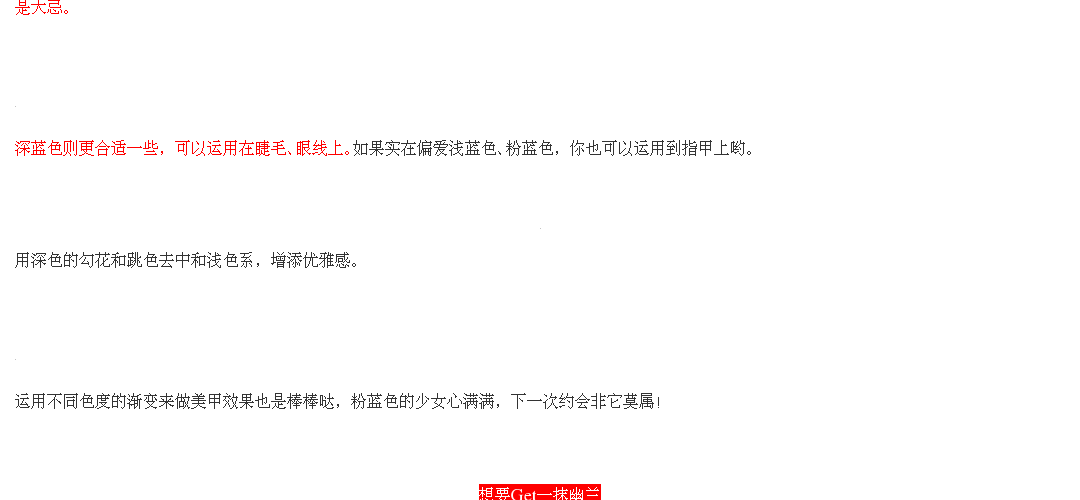 是大忌。
深蓝色则更合适一些，可以运用在睫毛、眼线上。如果实在偏爱浅蓝色、粉蓝色，你也可以运用到指甲上哟。
用深色的勾花和跳色去中和浅色系，增添优雅感。
运用不同色度的渐变来做美甲效果也是棒棒哒，粉蓝色的少女心满满，下一次约会非它莫属！
想要Get一抹幽兰